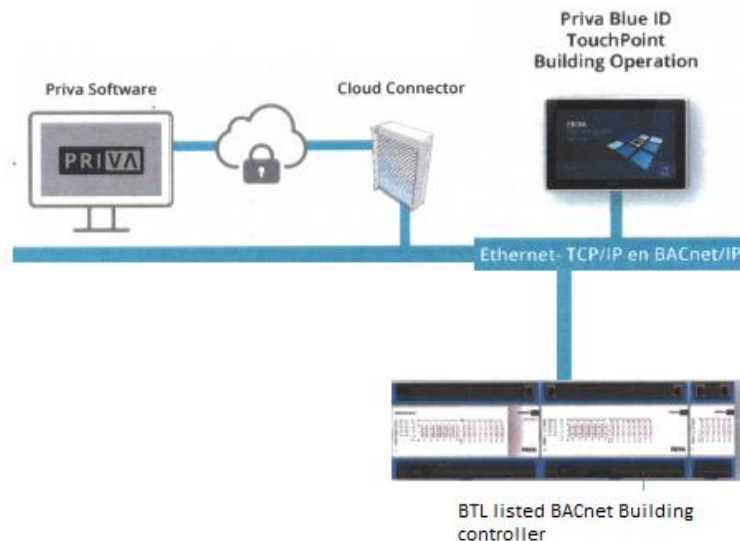 Priva Blue ID
TouchPoint
Building Operation
Priva Software
Cloud Connector
PRIVA
PRIVA
Ethernet- TCP/IP en BACnet/IP
BTL listed BACnet Building
controller